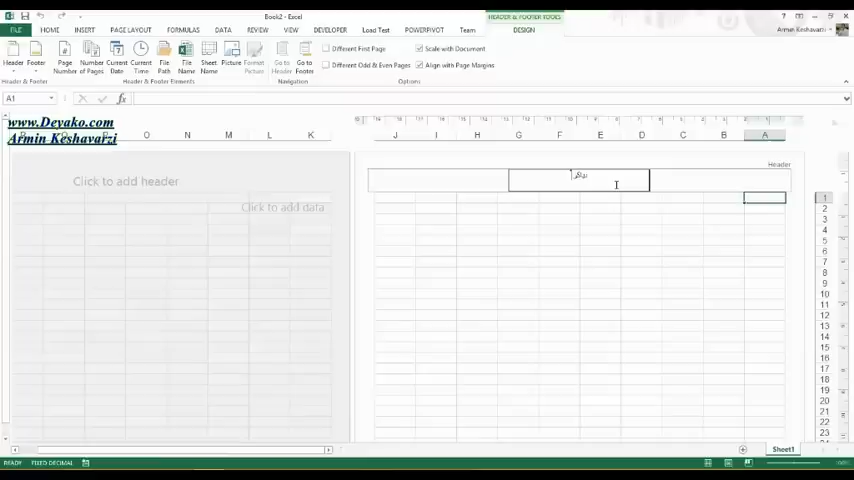 Book2 - Excel
HEADER & FOOTER TOOLS
FILE HOME INSERT PAGE LAYOUT FORMULAS DATA REVIEW VIEW DEVELOPER Load Test POWERPIVOT Team DESIGN
Armin Keshavarzi
Header Footer Page Number Number of Pages Current Date Current Time File Path File Name Sheet Name Picture Format Picture Go to Header Go to Footer
Different First Page Scale with Document
Different Odd & Even Pages Align with Page Margins
Header & Footer Header & Footer Elements Navigation Options
A1
www.Deyako.com
Armin Keshavarzi
O N M L K J I H G F E D C B A
Header
Click to add header
Click to add data
1
2
3
4
5
6
7
8
9
10
11
12
13
14
15
16
17
18
19
20
21
22
23
Sheet1
READY FIXED DECIMAL